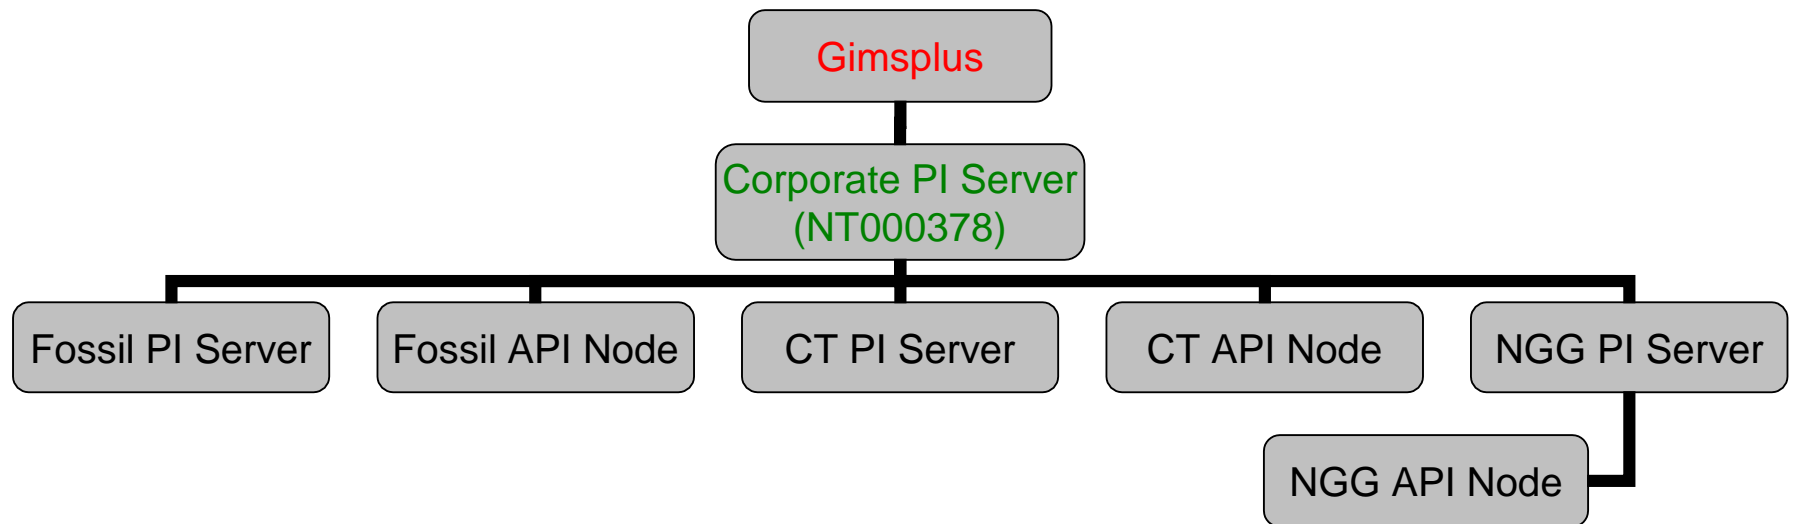 Gimsplus
Corporate PI Server
(NT000378)
Fossil PI Server
Fossil API Node
CT PI Server
CT API Node
NGG PI Server
NGG API Node